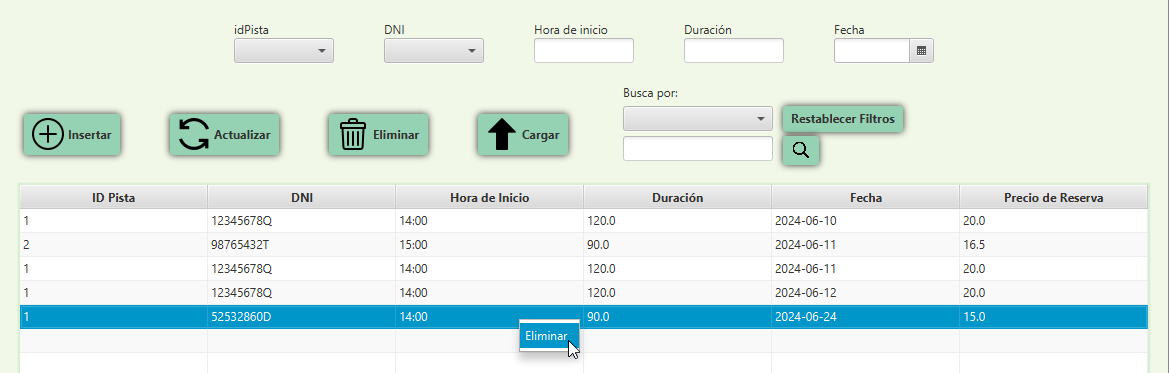 idPista DNI Hora de inicio Duración Fecha
Busca por:
Insertar Actualizar Eliminar Cargar Restablecer Filtros
ID Pista DNI Hora de Inicio Duración Fecha Precio de Reserva
1 12345678Q 14:00 120.0 2024-06-10 20.0
2 98765432T 15:00 90.0 2024-06-11 16.5
1 12345678Q 14:00 120.0 2024-06-11 20.0
1 12345678Q 14:00 120.0 2024-06-12 20.0
1 52532860D 14:00 90.0 2024-06-24 15.0
Eliminar